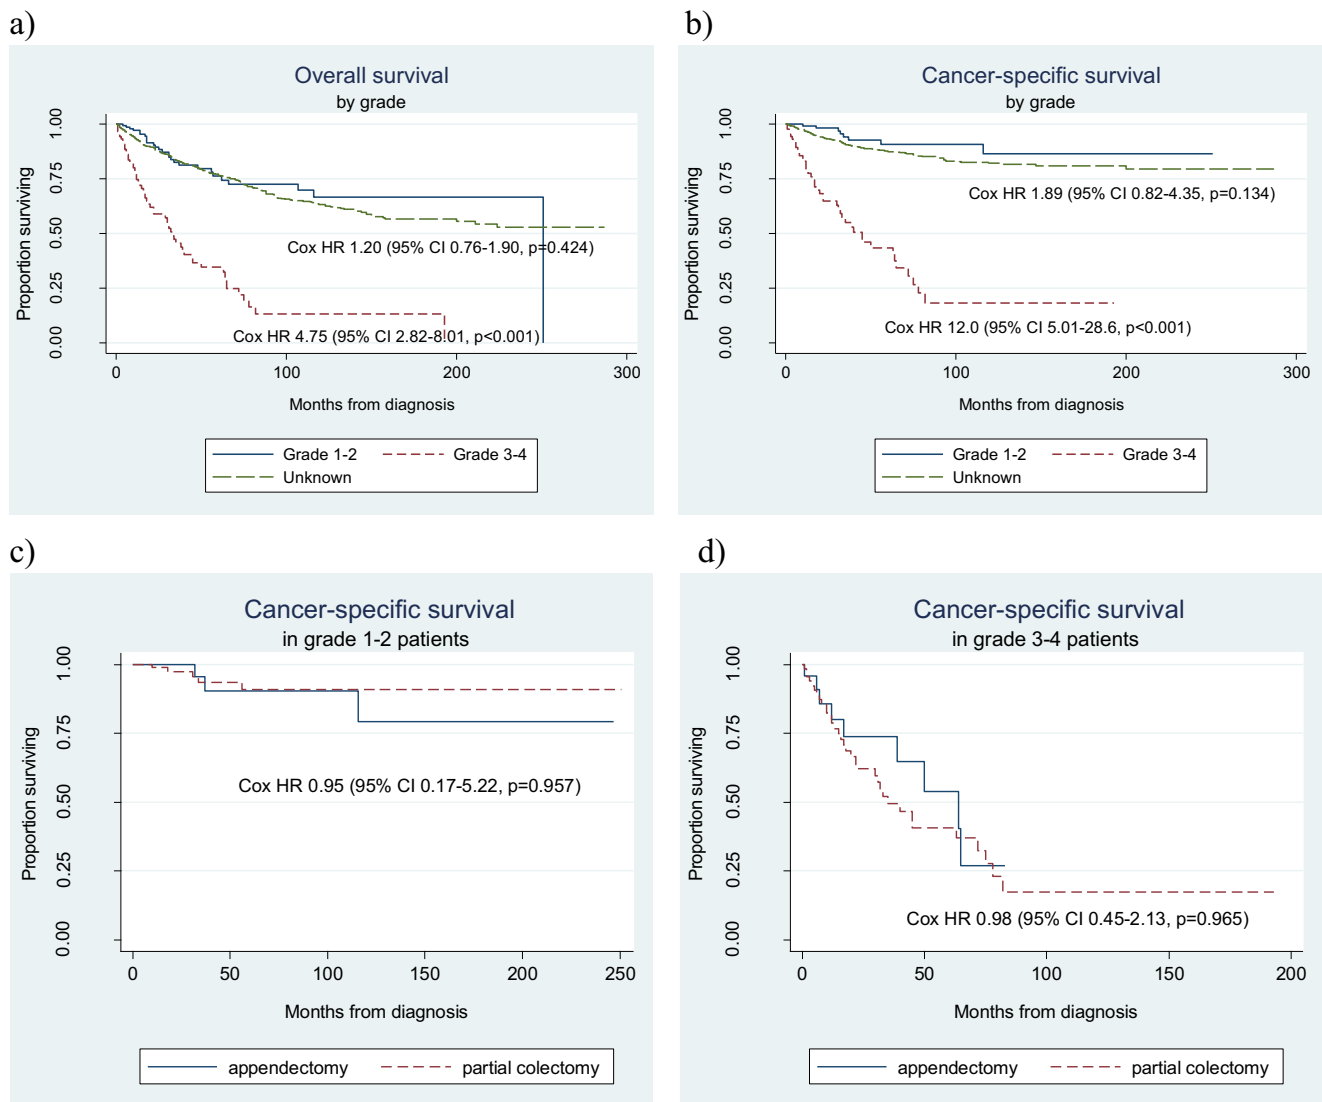 a)
Overall survival
by grade
Proportion surviving
1.00
0.75
0.50
0.25
0.00
Cox HR 1.20 (95% CI 0.76-1.90, p=0.424)
Cox HR 4.75 (95% CI 2.82-8.01, p<0.001)
0 100 200 300
Months from diagnosis
Grade 1-2 Grade 3-4
Unknown
b)
Cancer-specific survival
by grade
Proportion surviving
1.00
0.75
0.50
0.25
0.00
Cox HR 1.89 (95% CI 0.82-4.35, p=0.134)
Cox HR 12.0 (95% CI 5.01-28.6, p<0.001)
0 100 200 300
Months from diagnosis
Grade 1-2 Grade 3-4
Unknown
c)
Cancer-specific survival
in grade 1-2 patients
Proportion surviving
1.00
0.75
0.50
0.25
0.00
Cox HR 0.95 (95% CI 0.17-5.22, p=0.957)
0 50 100 150 200 250
Months from diagnosis
appendectomy partial colectomy
d)
Cancer-specific survival
in grade 3-4 patients
Proportion surviving
1.00
0.75
0.50
0.25
0.00
Cox HR 0.98 (95% CI 0.45-2.13, p=0.965)
0 50 100 150 200
Months from diagnosis
appendectomy partial colectomy